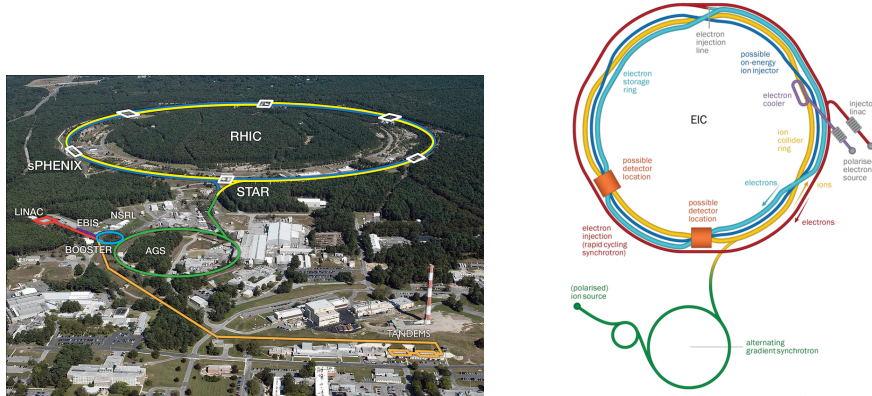 RHIC
sPHENIX
STAR
LINAC
EBIS
NSRL
BOOSTER
AGS
TANDEMS
electron
injection
line
possible
on-energy
ion injector
electron
storage
ring
electron
cooler
injector
linac
EIC
ion
collider
ring
polarised
electron
source
possible
detector
location
electrons
ions
possible
detector
location
electrons
electron
injection
(rapid cycling
synchrotron)
(polarised)
ion source
alternating
gradient synchrotron